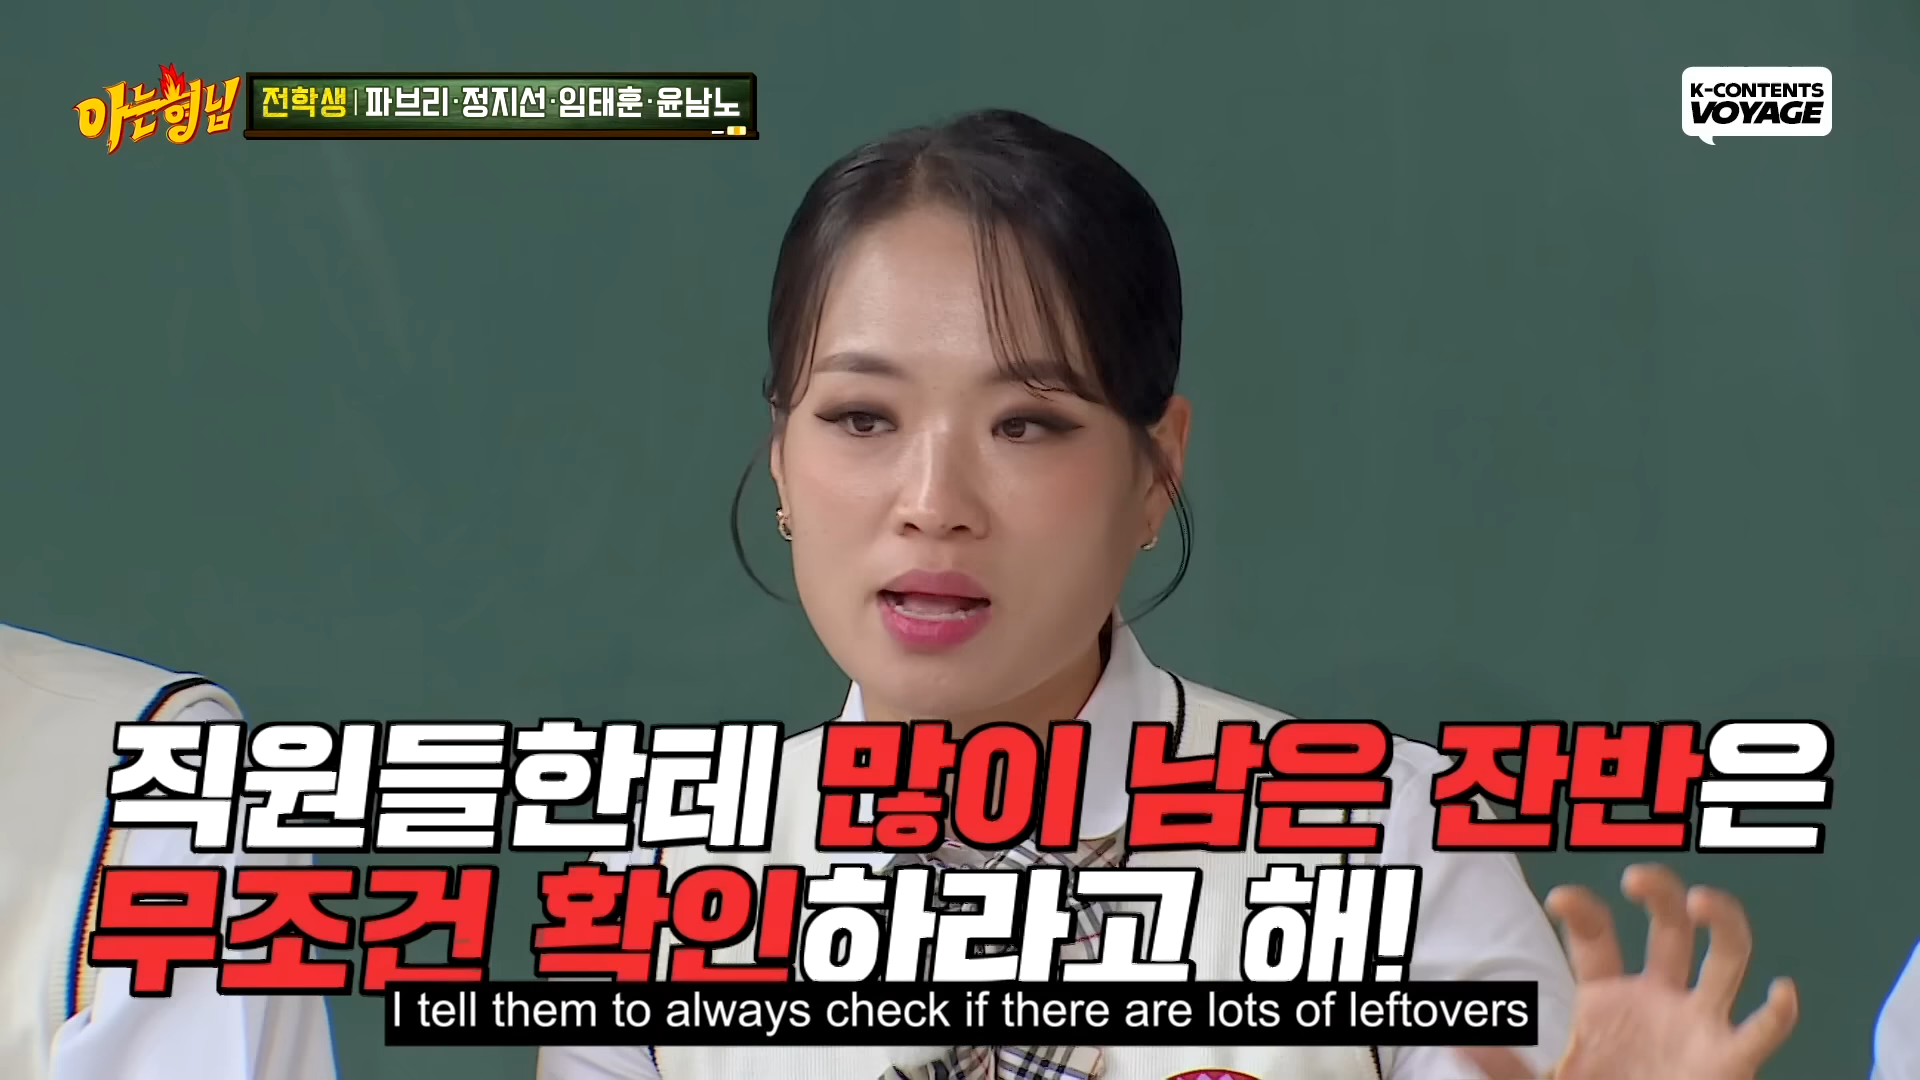 아는형님
전학생 | 파브리·정지선·임태훈·윤남노
K-CONTENTS
VOYAGE
직원들한테 많이 남은 잔반은
무조건 확인하라고 해!
I tell them to always check if there are lots of leftovers